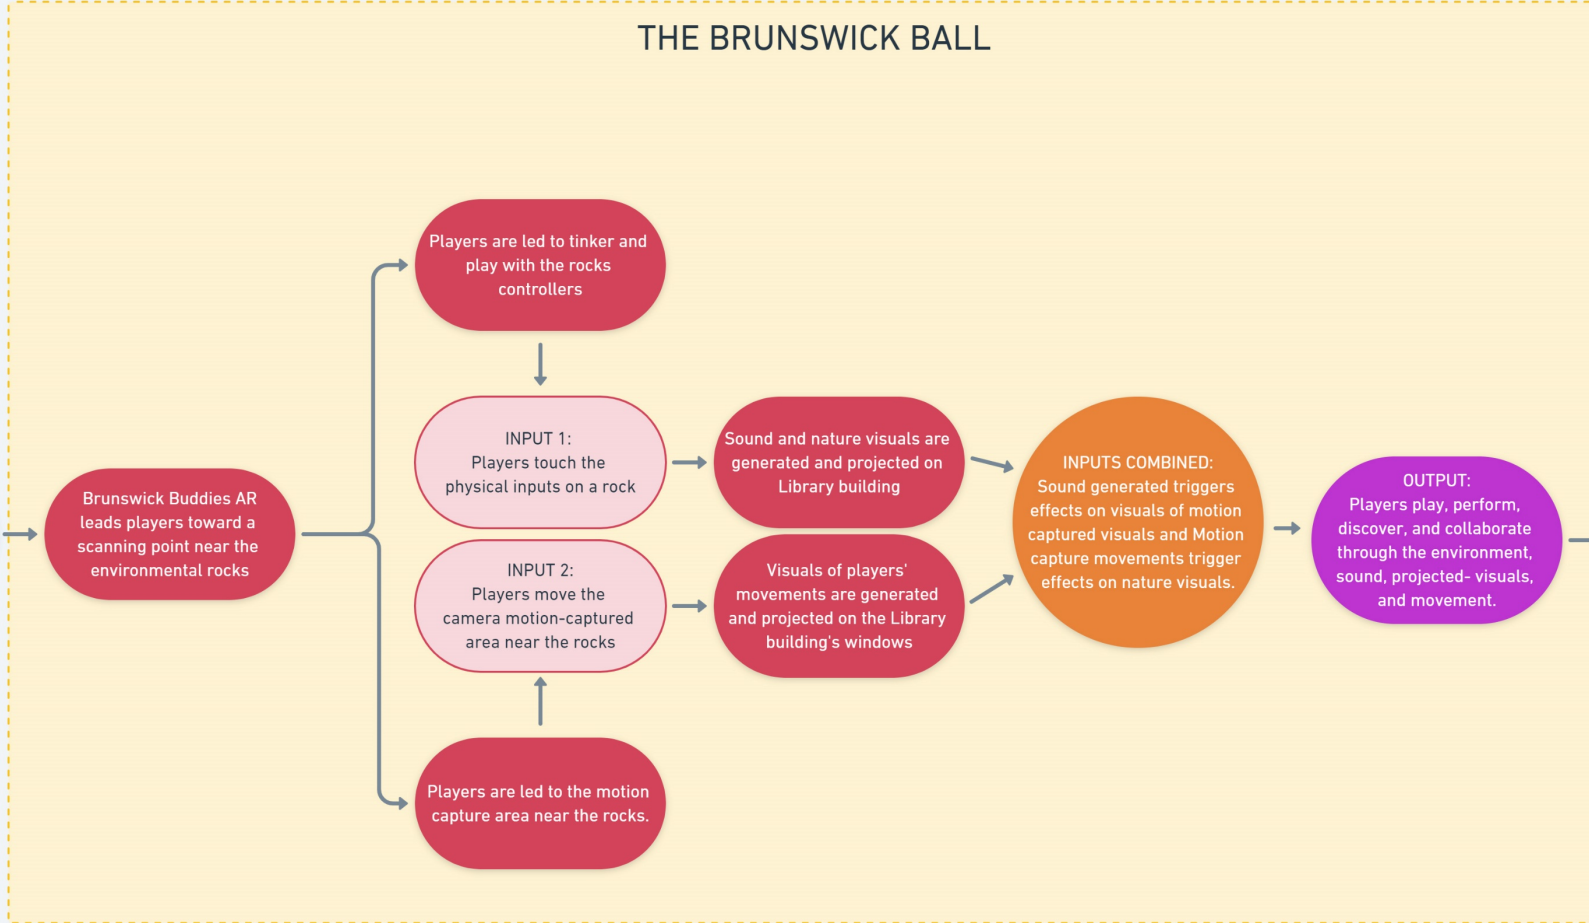 THE BRUNSWICK BALL
Players are led to tinker and
play with the rocks
controllers
INPUT 1:
Players touch the
physical inputs on a rock
Sound and nature visuals are
generated and projected on
Library building
INPUTS COMBINED:
Sound generated triggers
effects on visuals of motion
captured visuals and Motion
capture movements trigger
effects on nature visuals.
OUTPUT:
Players play, perform,
discover, and collaborate
through the environment,
sound, projected- visuals,
and movement.
Brunswick Buddies AR
leads players toward a
scanning point near the
environmental rocks
INPUT 2:
Players move the
camera motion-captured
area near the rocks
Visuals of players'
movements are generated
and projected on the Library
building's windows
Players are led to the motion
capture area near the rocks.